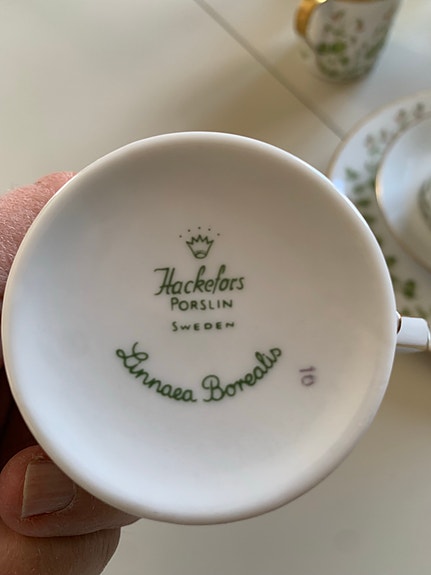 Hackefors
PORSLIN
SWEDEN
Linnaea Borealis
10